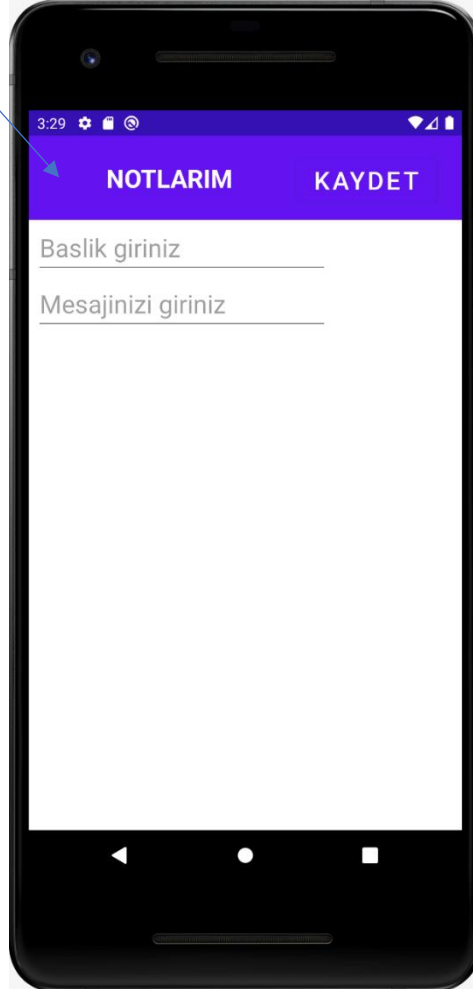 3:29
NOTLARIM
KAYDET
Baslik giriniz
Mesajinizi giriniz